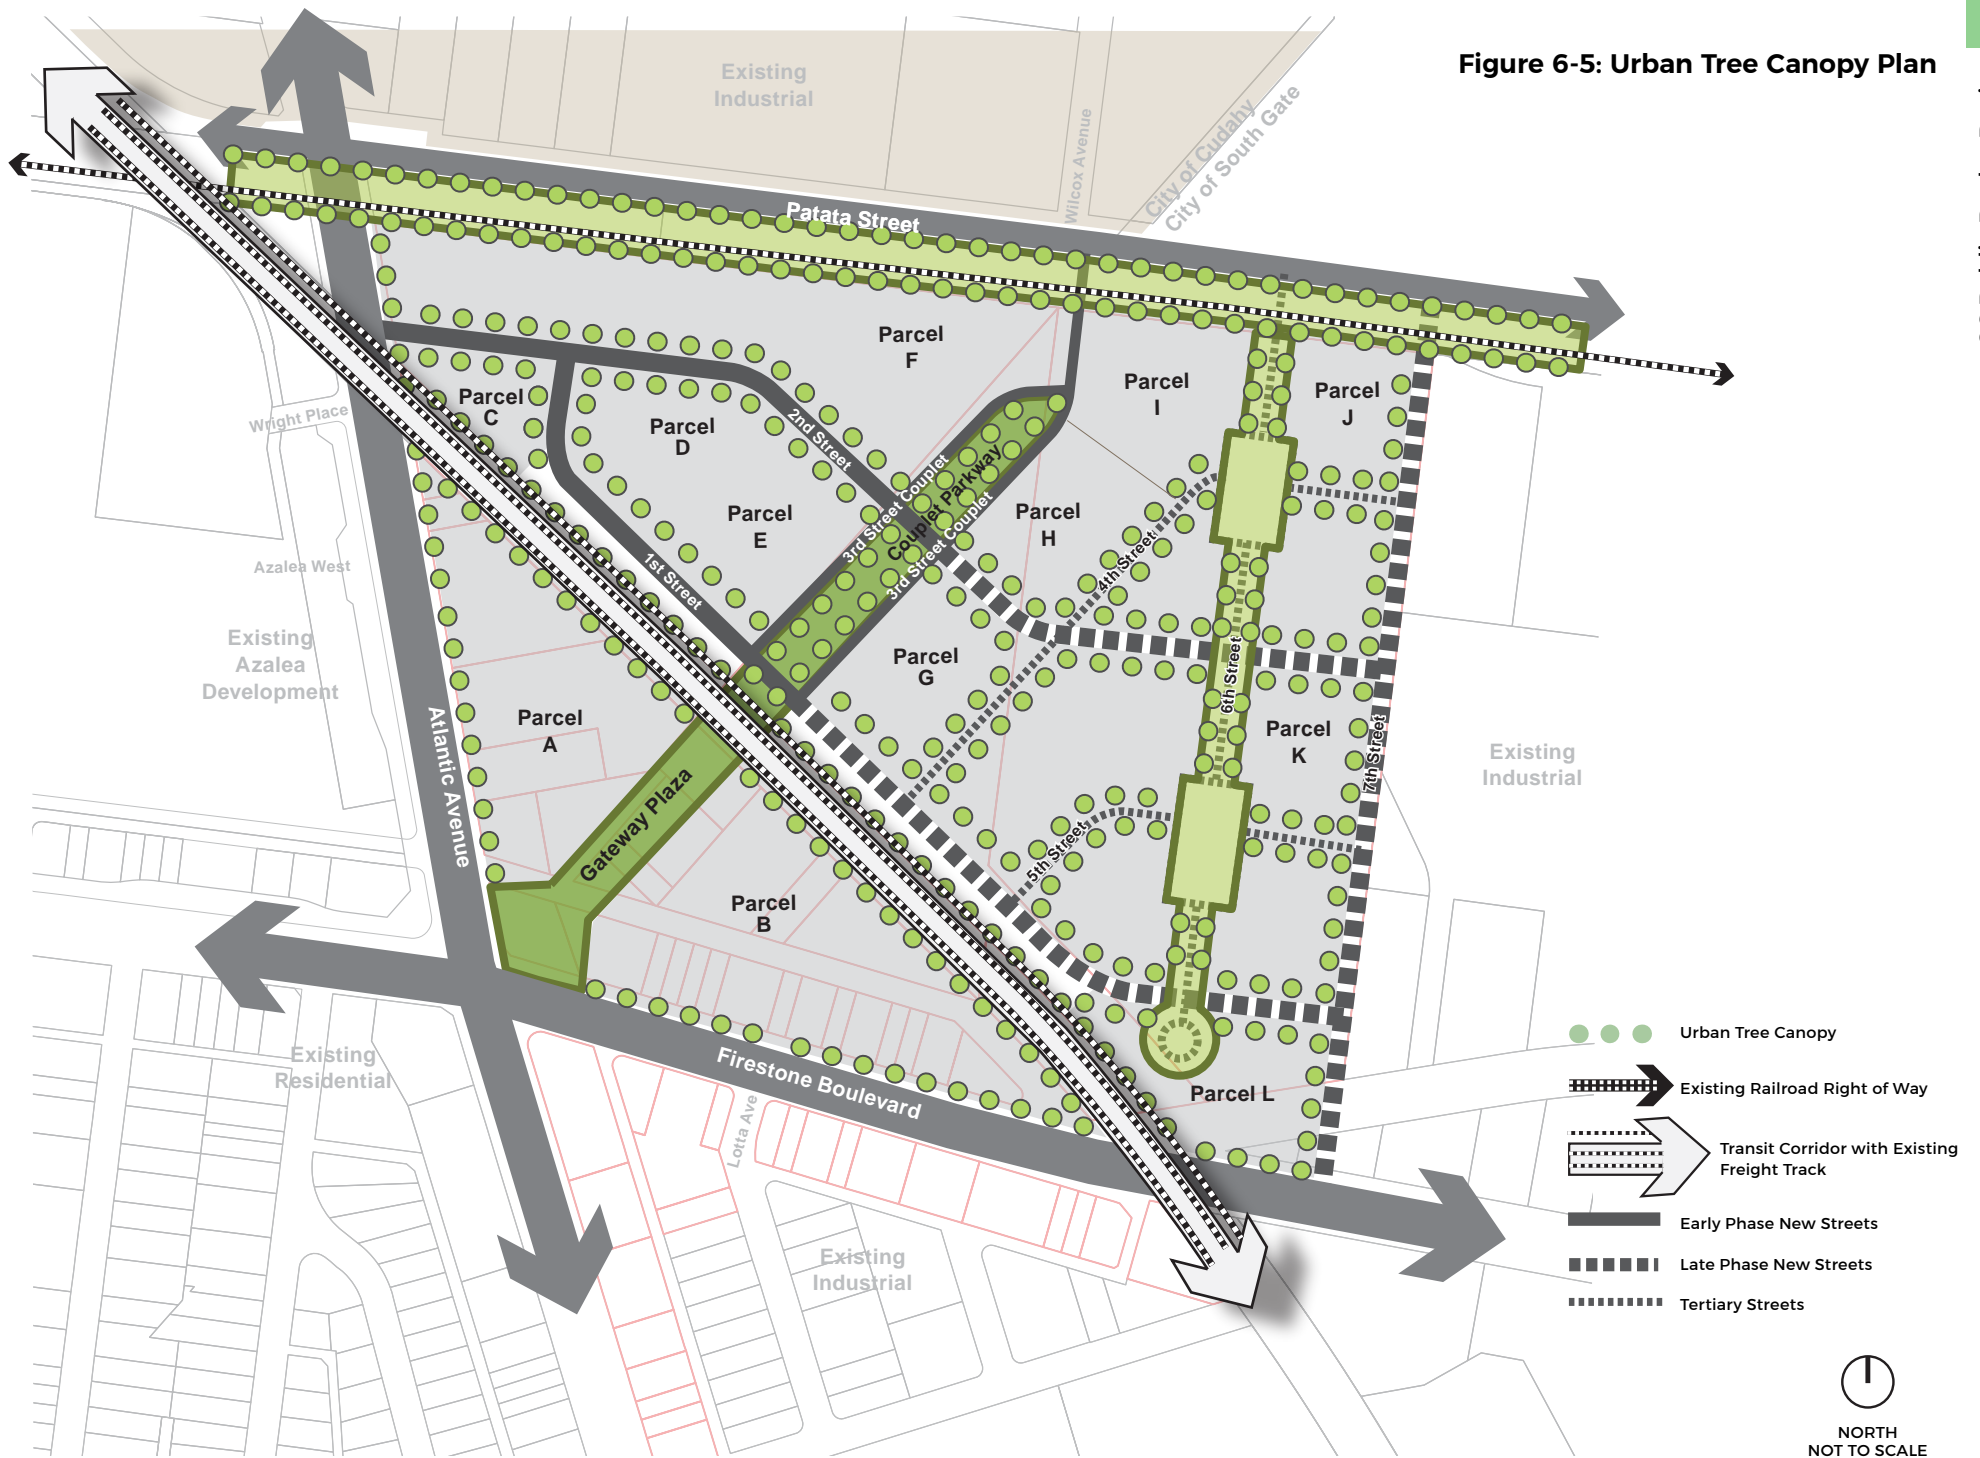 Figure 6-5: Urban Tree Canopy Plan
Existing
Industrial
Wilcox Avenue
City of Cudahy
City of South Gate
Patata Street
Parcel
F
Parcel
I
Parcel
J
Parcel
C
Parcel
D
Wright Place
2nd Street
3rd Street Couplet
Couplet Parkway
3rd Street Couplet
Parcel
E
Parcel
H
4th Street
1st Street
Azalea West
Existing
Azalea
Development
Parcel
G
6th Street
Parcel
A
Parcel
K
7th Street
Existing
Industrial
Atlantic Avenue
Gateway Plaza
5th Street
Parcel
B
Existing
Residential
Firestone Boulevard
Parcel L
Lotta Ave
Existing
Industrial
Urban Tree Canopy
Existing Railroad Right of Way
Transit Corridor with Existing
Freight Track
Early Phase New Streets
Late Phase New Streets
Tertiary Streets
NORTH
NOT TO SCALE